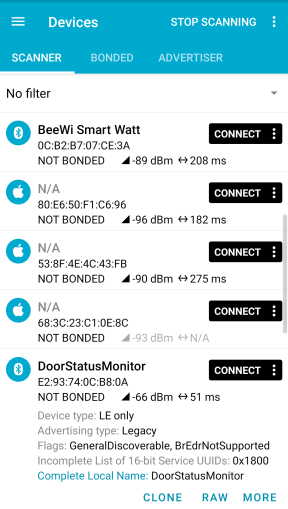 Devices STOP SCANNING
SCANNER BONDED ADVERTISER
No filter
BeeWi Smart Watt CONNECT
0C:B2:B7:07:CE:3A
NOT BONDED -89 dBm ↔208 ms
N/A CONNECT
80:E6:50:F1:C6:96
NOT BONDED -96 dBm ↔182 ms
N/A CONNECT
53:8F:4E:4C:43:FB
NOT BONDED -90 dBm ↔275 ms
N/A CONNECT
68:3C:23:C1:0E:8C
NOT BONDED -93 dBm ↔N/A
DoorStatusMonitor CONNECT
E2:93:74:0C:B8:0A
NOT BONDED -66 dBm ↔51 ms
Device type: LE only
Advertising type: Legacy
Flags: GeneralDiscoverable, BrEdrNotSupported
Incomplete List of 16-bit Service UUIDs: 0x1800
Complete Local Name: DoorStatusMonitor
CLONE RAW MORE